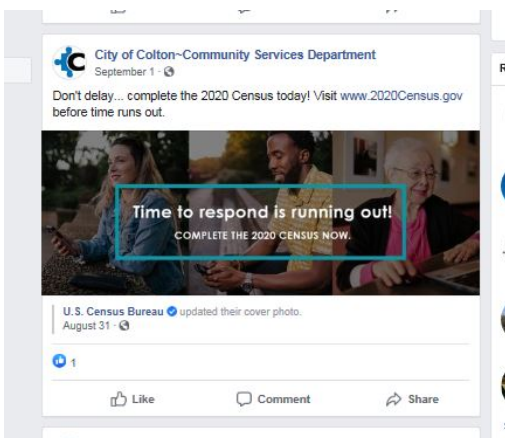 City of Colton~Community Services Department
September 1 ·
Don't delay... complete the 2020 Census today! Visit www.2020Census.gov
before time runs out.
Time to respond is running out!
COMPLETE THE 2020 CENSUS NOW.
U.S. Census Bureau updated their cover photo.
August 31 ·
1
Like Comment Share
R